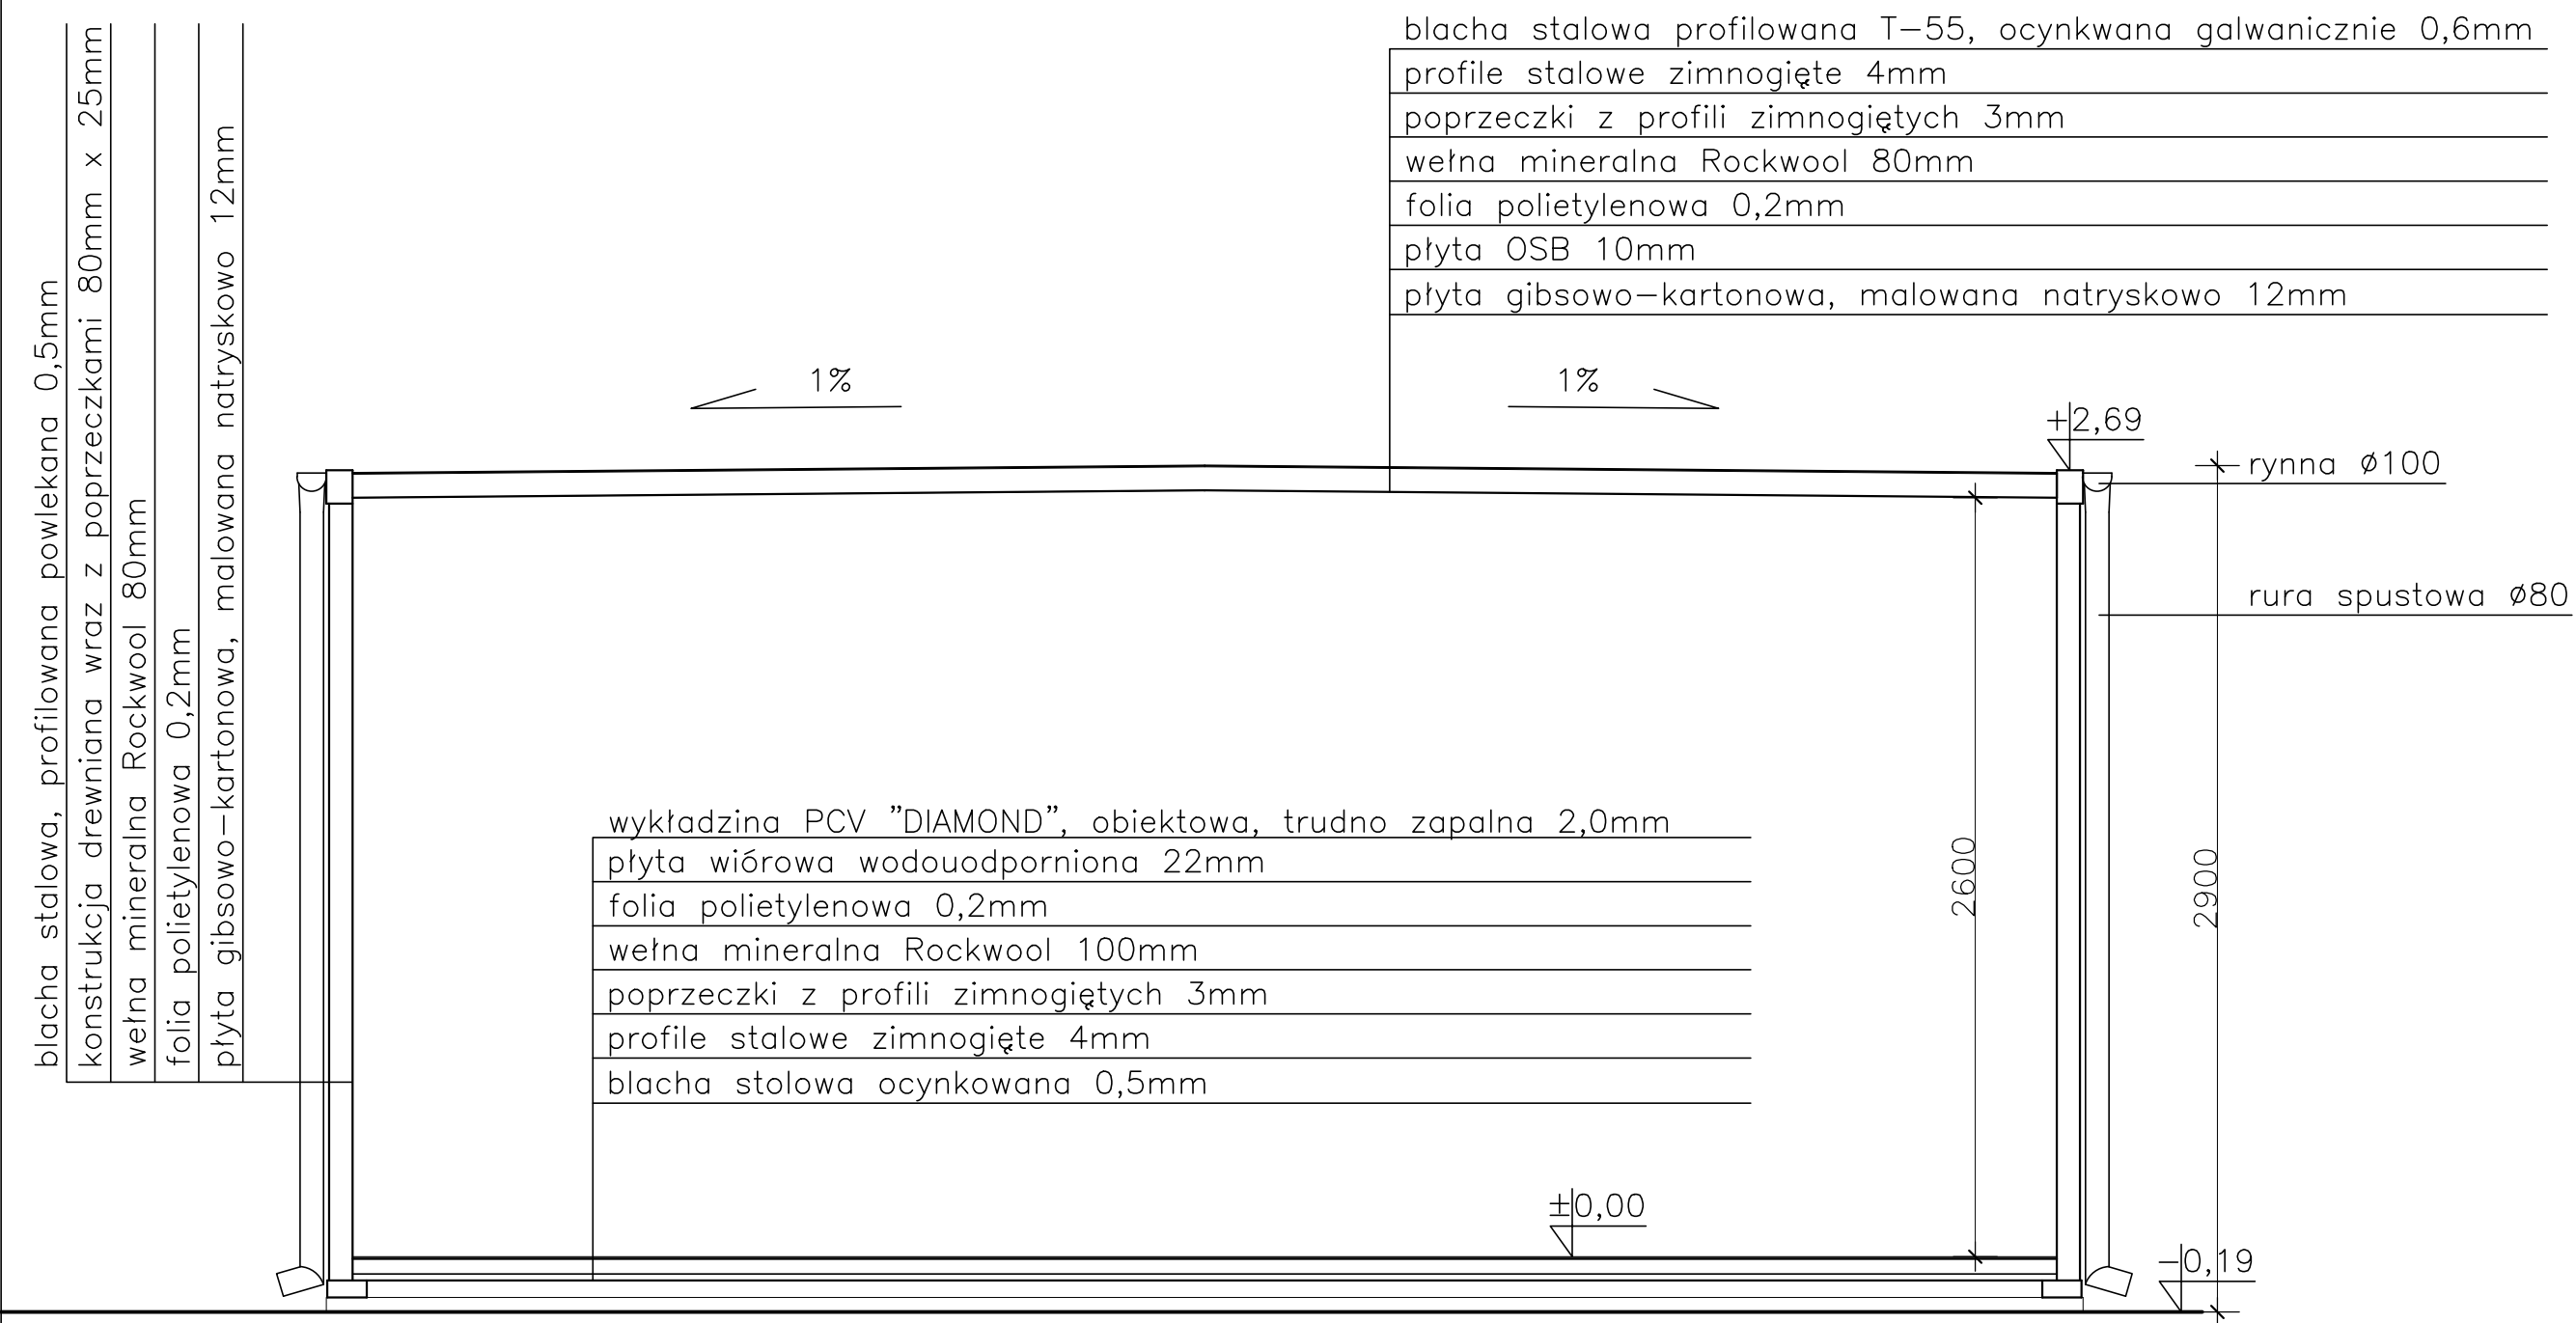 blacha stalowa profilowana T-55, ocynkwana galwanicznie 0,6mm
profile stalowe zimnogięte 4mm
poprzeczki z profili zimnogiętych 3mm
wełna mineralna Rockwool 80mm
folia polietylenowa 0,2mm
płyta OSB 10mm
płyta gibsowo-kartonowa, malowana natryskowo 12mm
blacha stalowa, profilowana powlekana 0,5mm
konstrukcja drewniana wraz z poprzeczkami 80mm x 25mm
wełna mineralna Rockwool 80mm
folia polietylenowa 0,2mm
płyta gibsowo-kartonowa, malowana natryskowo 12mm
1%
1%
+2,69
rynna ø100
rura spustowa ø80
wykładzina PCV "DIAMOND", obiektowa, trudno zapalna 2,0mm
płyta wiórowa wodouodporniona 22mm
folia polietylenowa 0,2mm
wełna mineralna Rockwool 100mm
poprzeczki z profili zimnogiętych 3mm
profile stalowe zimnogięte 4mm
blacha stolowa ocynkowana 0,5mm
2600
2900
±0,00
-0,19